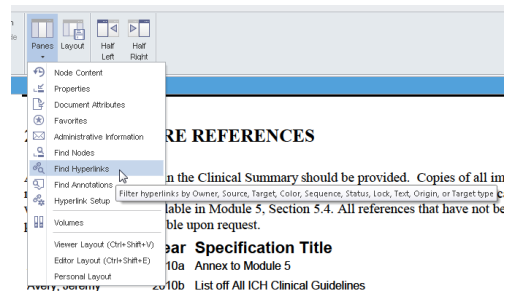 Panes
Layout
Half
Left
Half
Right
Node Content
Properties
Document Attributes
Favorites
Administrative Information
Find Nodes
RE REFERENCES
Find Hyperlinks
n the Clinical Summary should be provided. Copies of all im
Find Annotations
Filter hyperlinks by Owner, Source, Target, Color, Sequence, Status, Lock, Text, Origin, or Target type
Hyperlink Setup
lable in Module 5, Section 5.4. All references that have not be
Volumes
ble upon request.
Viewer Layout (Ctrl+Shift+V)
ear Specification Title
Editor Layout (Ctrl+Shift+E)
10a Annex to Module 5
Personal Layout
Avery, Jeremy 2010b List off All ICH Clinical Guidelines